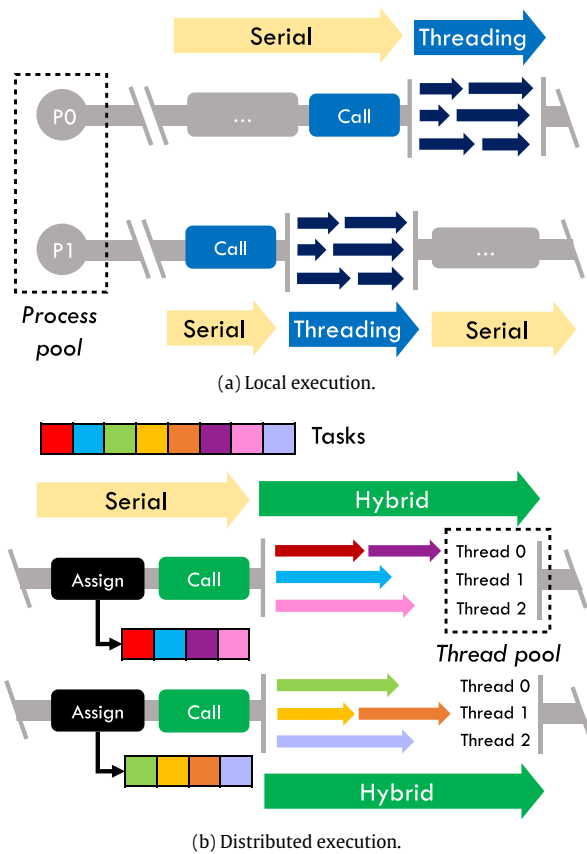 Serial
Threading
P0
...
Call
P1
Call
...
Process
pool
Serial
Threading
Serial
(a) Local execution.
Tasks
Serial
Hybrid
Assign
Call
Thread 0
Thread 1
Thread 2
Thread pool
Assign
Call
Thread 0
Thread 1
Thread 2
Hybrid
(b) Distributed execution.